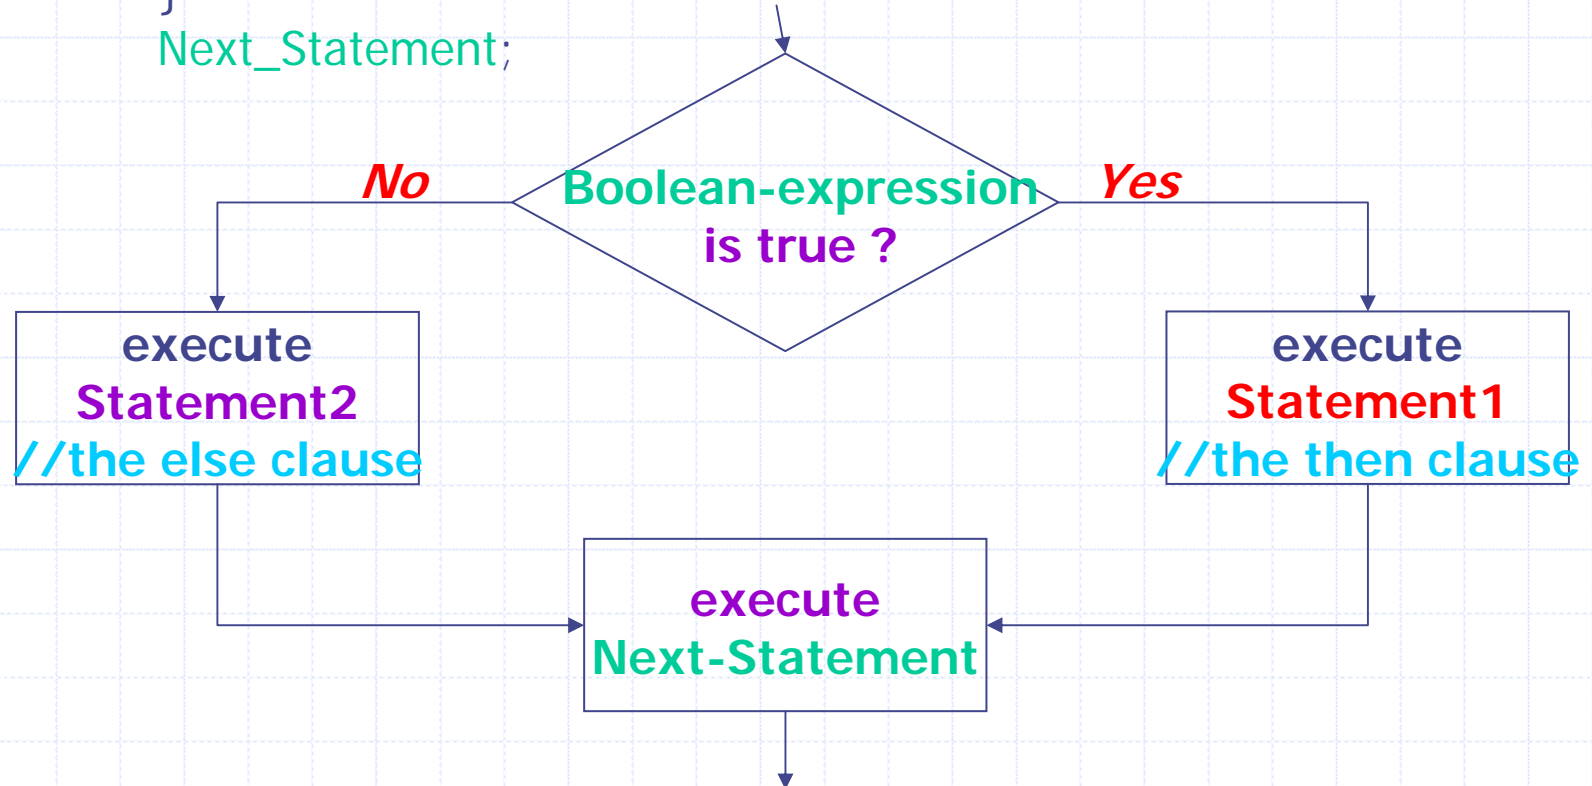 }
Next_Statement;
No
Boolean-expression
is true ?
Yes
execute
Statement2
//the else clause
execute
Statement1
//the then clause
execute
Next-Statement